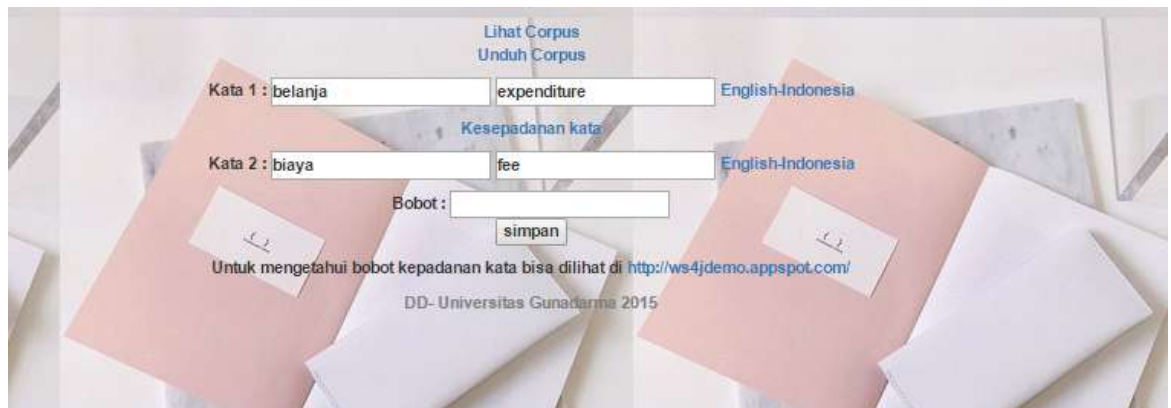 Lihat Corpus
Unduh Corpus
Kata 1 : belanja expenditure English-Indonesia
Kesepadanan kata
Kata 2 : biaya fee English-Indonesia
Bobot :
simpan
Untuk mengetahui bobot kepadanan kata bisa dilihat di http://ws4jdemo.appspot.com/
DD- Universitas Gunadarma 2015